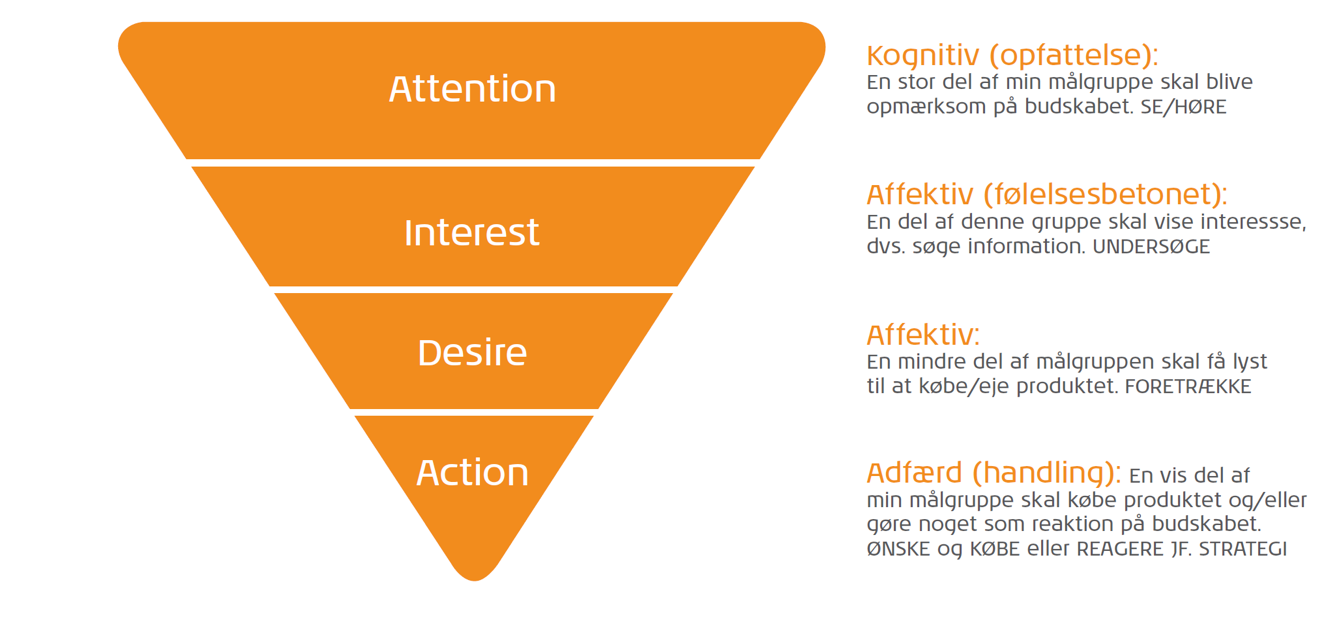 Attention
Kognitiv (opfattelse):
En stor del af min målgruppe skal blive
opmærksom på budskabet. SE/HØRE
Interest
Affektiv (følelsesbetonet):
En del af denne gruppe skal vise interessse,
dvs. søge information. UNDERSØGE
Desire
Affektiv:
En mindre del af målgruppen skal få lyst
til at købe/eje produktet. FORETRÆKKE
Action
Adfærd (handling): En vis del af
min målgruppe skal købe produktet og/eller
gøre noget som reaktion på budskabet.
ØNSKE og KØBE eller REAGERE JF. STRATEGI